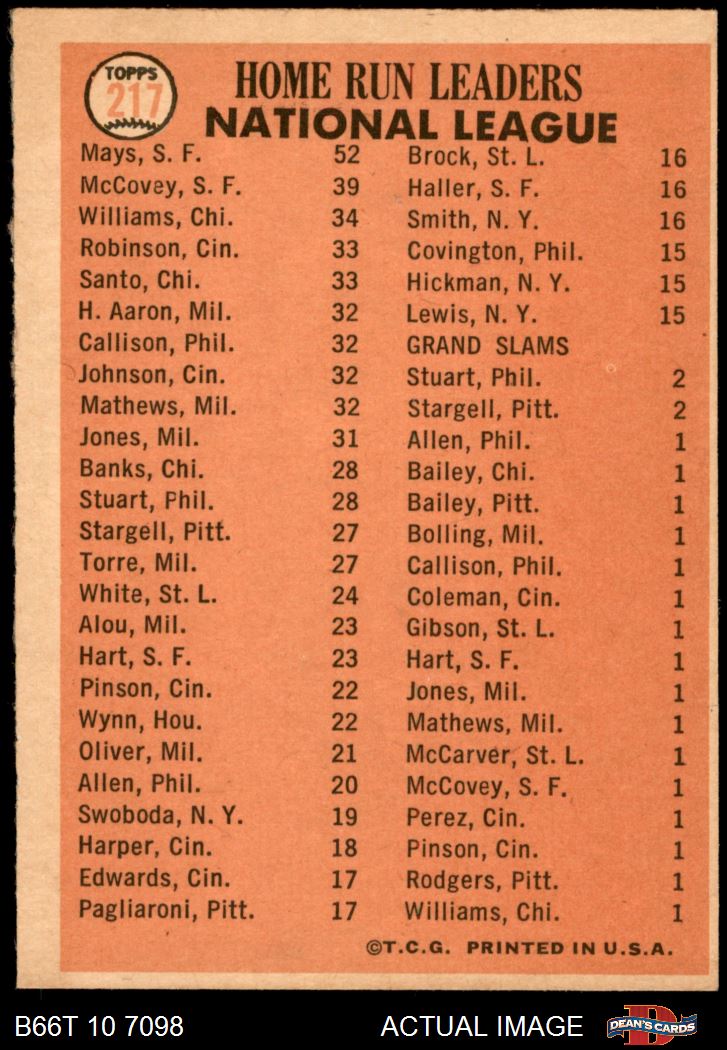 TOPPS
217
HOME RUN LEADERS
NATIONAL LEAGUE
Mays, S. F. 52
McCovey, S. F. 39
Williams, Chi. 34
Robinson, Cin. 33
Santo, Chi. 33
H. Aaron, Mil. 32
Callison, Phil. 32
Johnson, Cin. 32
Mathews, Mil. 32
Jones, Mil. 31
Banks, Chi. 28
Stuart, Phil. 28
Stargell, Pitt. 27
Torre, Mil. 27
White, St. L. 24
Alou, Mil. 23
Hart, S. F. 23
Pinson, Cin. 22
Wynn, Hou. 22
Oliver, Mil. 21
Allen, Phil. 20
Swoboda, N. Y. 19
Harper, Cin. 18
Edwards, Cin. 17
Pagliaroni, Pitt. 17
Brock, St. L. 16
Haller, S. F. 16
Smith, N. Y. 16
Covington, Phil. 15
Hickman, N. Y. 15
Lewis, N. Y. 15
GRAND SLAMS
Stuart, Phil. 2
Stargell, Pitt. 2
Allen, Phil. 1
Bailey, Chi. 1
Bailey, Pitt. 1
Bolling, Mil. 1
Callison, Phil. 1
Coleman, Cin. 1
Gibson, St. L. 1
Hart, S. F. 1
Jones, Mil. 1
Mathews, Mil. 1
McCarver, St. L. 1
McCovey, S. F. 1
Perez, Cin. 1
Pinson, Cin. 1
Rodgers, Pitt. 1
Williams, Chi. 1
©T.C.G. PRINTED IN U.S.A.
B66T 10 7098
ACTUAL IMAGE
D
DEAN'S CARDS